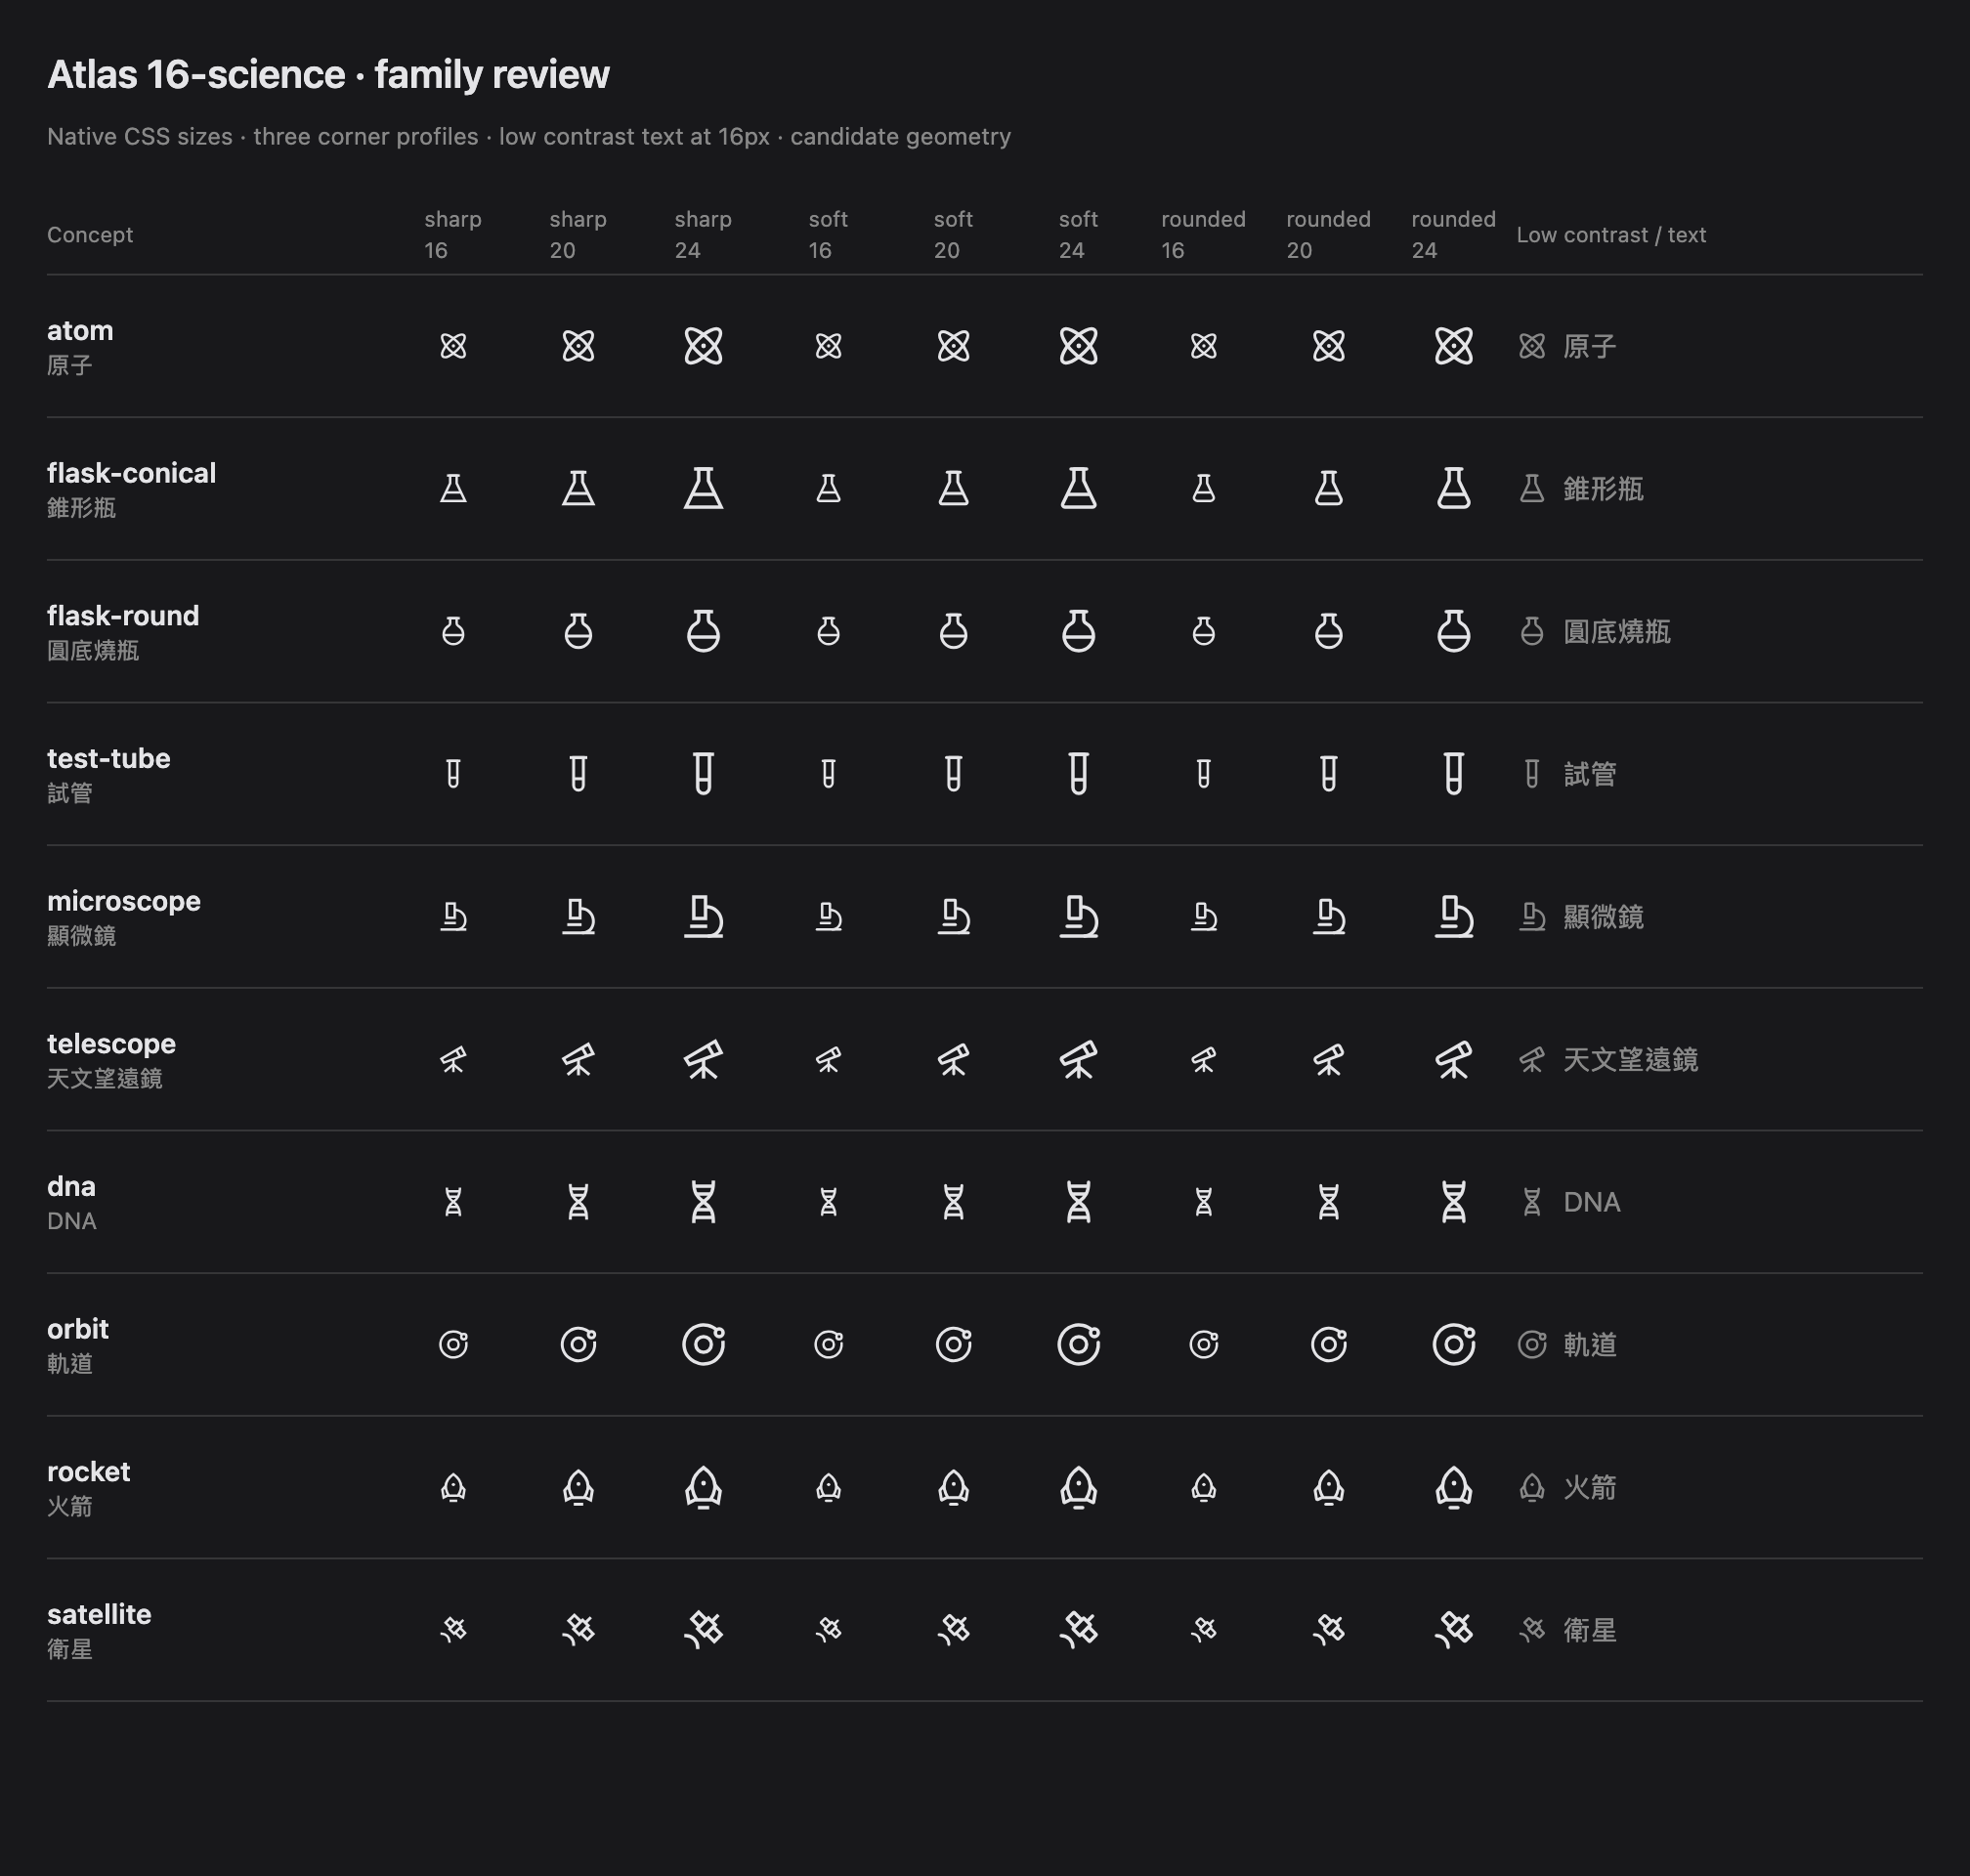 Atlas 16-science · family review
Native CSS sizes · three corner profiles · low contrast text at 16px · candidate geometry
Concept
sharp 16
sharp 20
sharp 24
soft 16
soft 20
soft 24
rounded 16
rounded 20
rounded 24
Low contrast / text
atom
原子
原子
flask-conical
錐形瓶
錐形瓶
flask-round
圓底燒瓶
圓底燒瓶
test-tube
試管
試管
microscope
顯微鏡
顯微鏡
telescope
天文望遠鏡
天文望遠鏡
dna
DNA
DNA
orbit
軌道
軌道
rocket
火箭
火箭
satellite
衛星
衛星